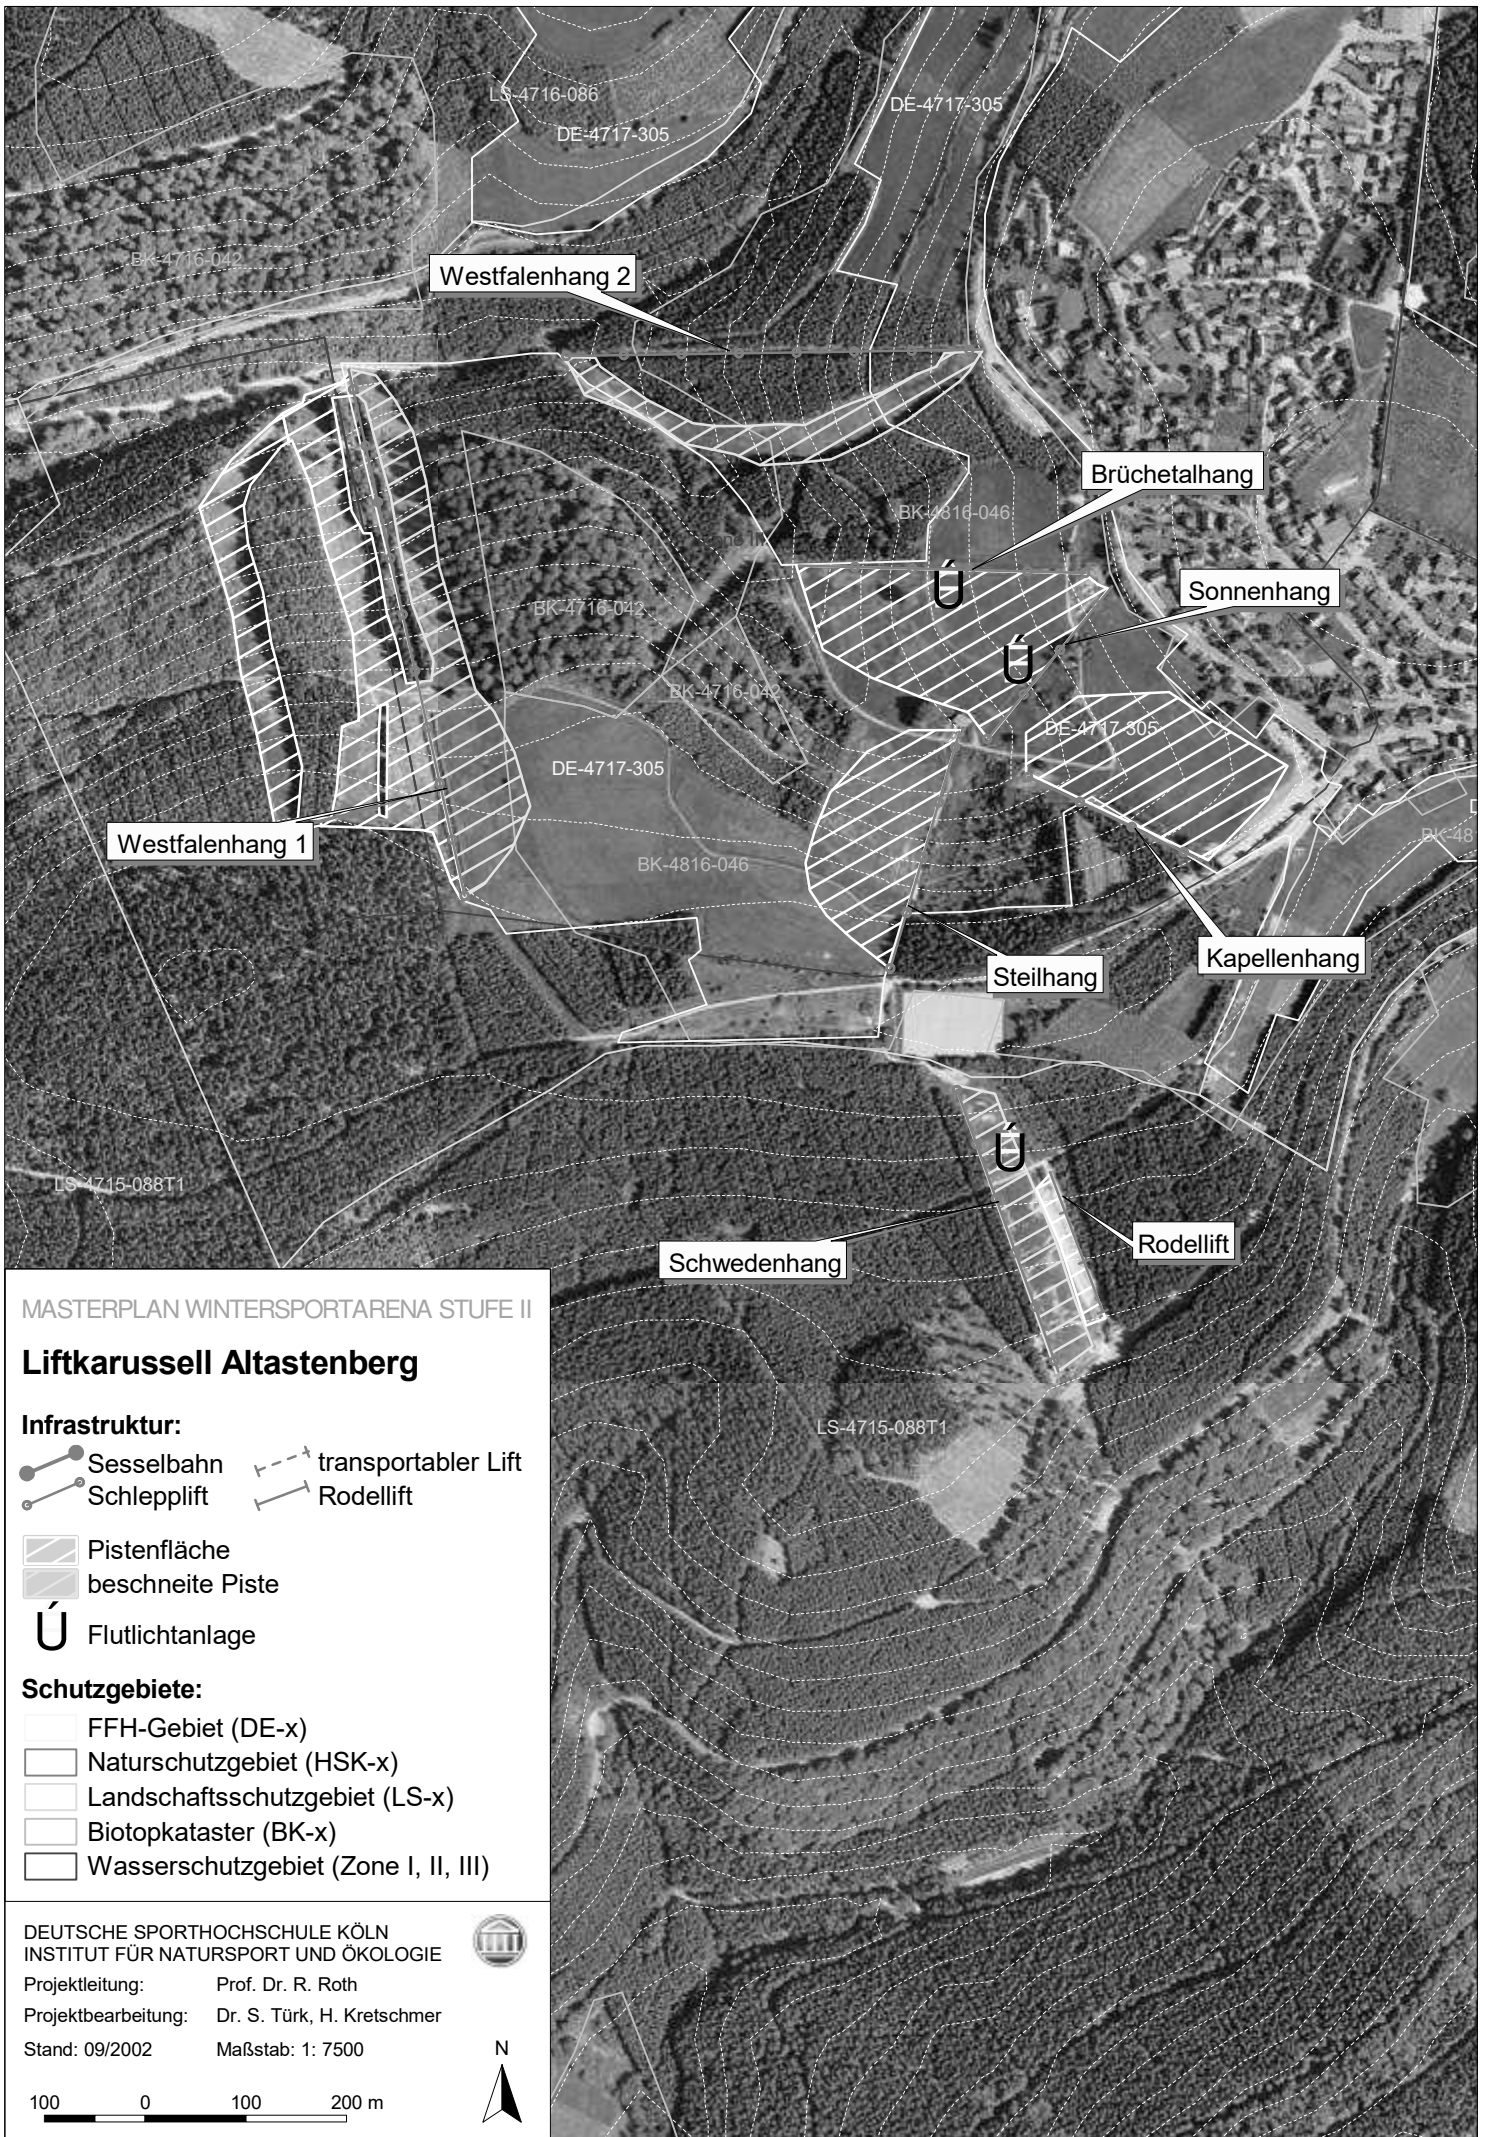 LS-4716-086
DE-4717-305
DE-4717-305
BK-4716-042
Westfalenhang 2
Brüchetalhang
BK-4816-046
Sonnenhang
BK-4716-042
BK-4716-042
DE-4717-305
DE-4717-305
Westfalenhang 1
BK-4816-046
BK-48
Steilhang
Kapellenhang
LS-4715-088T1
Schwedenhang
Rodellift
LS-4715-088T1
MASTERPLAN WINTERSPORTARENA STUFE II
Liftkarussell Altastenberg
Infrastruktur:
Sesselbahn
transportabler Lift
Schlepplift
Rodellift
Pistenfläche
beschneite Piste
Ú Flutlichtanlage
Schutzgebiete:
FFH-Gebiet (DE-x)
Naturschutzgebiet (HSK-x)
Landschaftsschutzgebiet (LS-x)
Biotopkataster (BK-x)
Wasserschutzgebiet (Zone I, II, III)
DEUTSCHE SPORTHOCHSCHULE KÖLN
INSTITUT FÜR NATURSPORT UND ÖKOLOGIE
Projektleitung: Prof. Dr. R. Roth
Projektbearbeitung: Dr. S. Türk, H. Kretschmer
Stand: 09/2002 Maßstab: 1: 7500
N
100 0 100 200 m